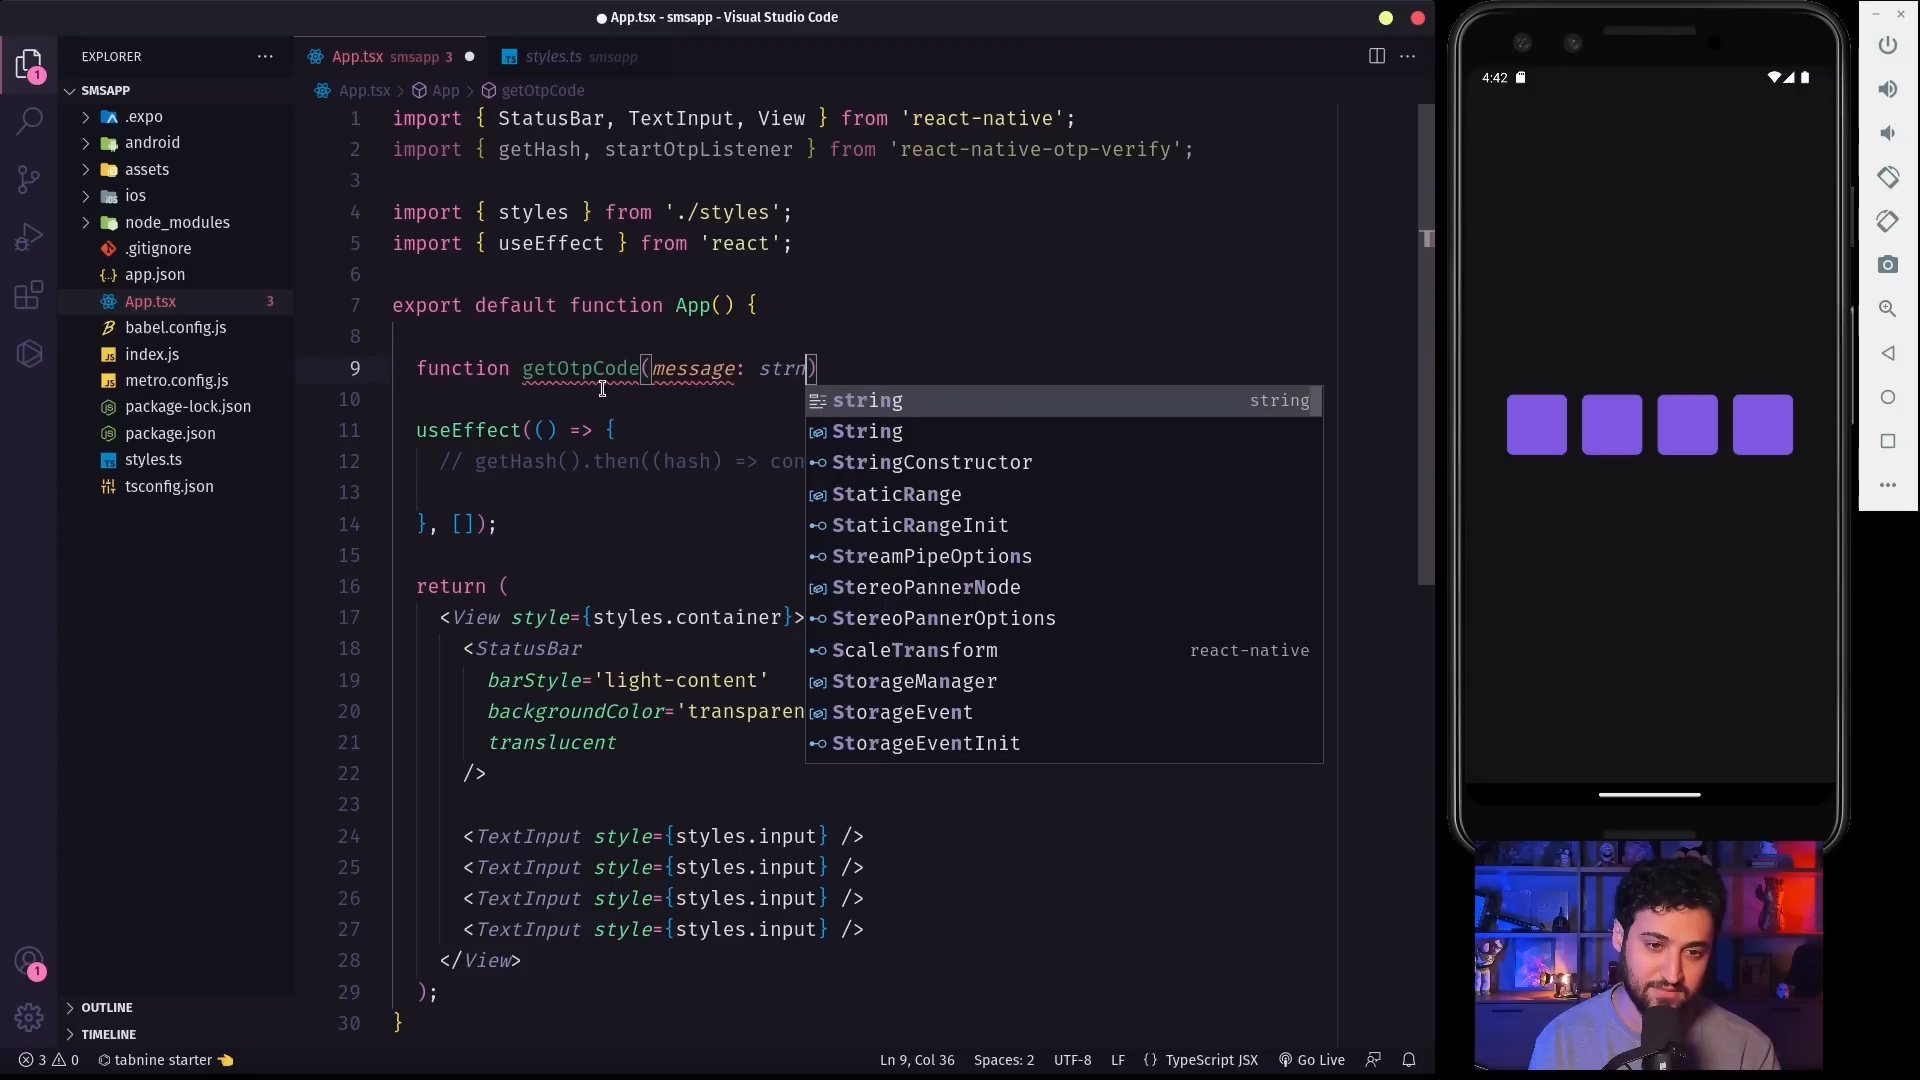 App.tsx - smsapp - Visual Studio Code
EXPLORER
SMSAPP
.expo
android
assets
ios
node_modules
.gitignore
app.json
App.tsx 3
babel.config.js
index.js
metro.config.js
package-lock.json
package.json
styles.ts
tsconfig.json
OUTLINE
TIMELINE
1
1
App.tsx smsapp 3
TS styles.ts smsapp
App.tsx > App > getOtpCode
1 import { StatusBar, TextInput, View } from 'react-native';
2 import { getHash, startOtpListener } from 'react-native-otp-verify';
3
4 import { styles } from './styles';
5 import { useEffect } from 'react';
6
7 export default function App() {
8
9 function getOtpCode(message: strn)
10
11 useEffect(() => {
12 // getHash().then((hash) => con
13
14 }, []);
15
16 return (
17 <View style={styles.container}>
18 <StatusBar
19 barStyle='light-content'
20 backgroundColor='transparen
21 translucent
22 />
23
24 <TextInput style={styles.input} />
25 <TextInput style={styles.input} />
26 <TextInput style={styles.input} />
27 <TextInput style={styles.input} />
28 </View>
29 );
30 }
string string
String
StringConstructor
StaticRange
StaticRangeInit
StreamPipeOptions
StereoPannerNode
StereoPannerOptions
ScaleTransform react-native
StorageManager
StorageEvent
StorageEventInit
3 0 tabnine starter
Ln 9, Col 36 Spaces: 2 UTF-8 LF {} TypeScript JSX Go Live
4:42